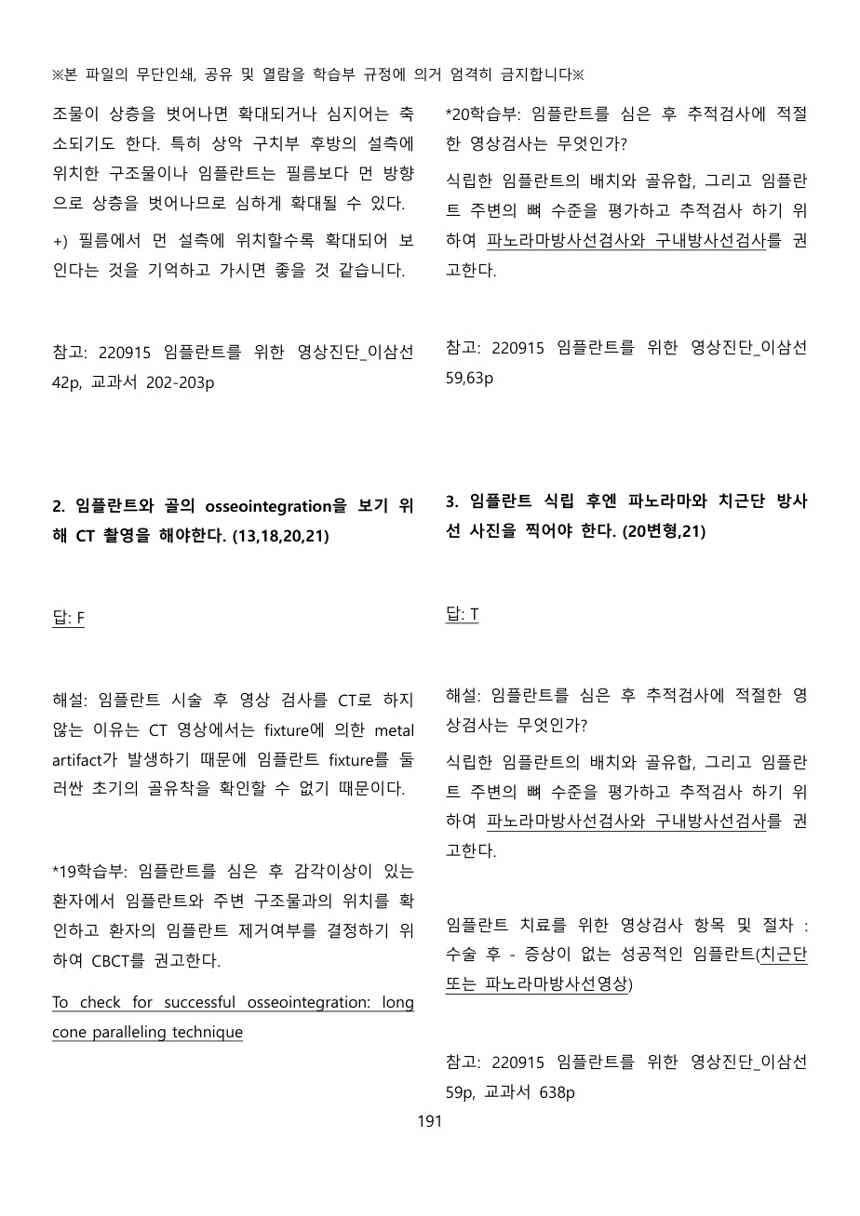 ※본 파일의 무단인쇄, 공유 및 열람을 학습부 규정에 의거 엄격히 금지합니다※
조물이 상층을 벗어나면 확대되거나 심지어는 축
소되기도 한다. 특히 상악 구치부 후방의 설측에
위치한 구조물이나 임플란트는 필름보다 먼 방향
으로 상층을 벗어나므로 심하게 확대될 수 있다.
+) 필름에서 먼 설측에 위치할수록 확대되어 보
인다는 것을 기억하고 가시면 좋을 것 같습니다.
참고: 220915 임플란트를 위한 영상진단_이삼선
42p, 교과서 202-203p
2. 임플란트와 골의 osseointegration을 보기 위
해 CT 촬영을 해야한다. (13,18,20,21)
답: F
해설: 임플란트 시술 후 영상 검사를 CT로 하지
않는 이유는 CT 영상에서는 fixture에 의한 metal
artifact가 발생하기 때문에 임플란트 fixture를 둘
러싼 초기의 골유착을 확인할 수 없기 때문이다.
*19학습부: 임플란트를 심은 후 감각이상이 있는
환자에서 임플란트와 주변 구조물과의 위치를 확
인하고 환자의 임플란트 제거여부를 결정하기 위
하여 CBCT를 권고한다.
To check for successful osseointegration: long
cone paralleling technique
*20학습부: 임플란트를 심은 후 추적검사에 적절
한 영상검사는 무엇인가?
식립한 임플란트의 배치와 골유합, 그리고 임플란
트 주변의 뼈 수준을 평가하고 추적검사 하기 위
하여 파노라마방사선검사와 구내방사선검사를 권
고한다.
참고: 220915 임플란트를 위한 영상진단_이삼선
59,63p
3. 임플란트 식립 후엔 파노라마와 치근단 방사
선 사진을 찍어야 한다. (20변형,21)
답: T
해설: 임플란트를 심은 후 추적검사에 적절한 영
상검사는 무엇인가?
식립한 임플란트의 배치와 골유합, 그리고 임플란
트 주변의 뼈 수준을 평가하고 추적검사 하기 위
하여 파노라마방사선검사와 구내방사선검사를 권
고한다.
임플란트 치료를 위한 영상검사 항목 및 절차 :
수술 후 - 증상이 없는 성공적인 임플란트(치근단
또는 파노라마방사선영상)
참고: 220915 임플란트를 위한 영상진단_이삼선
59p, 교과서 638p
191